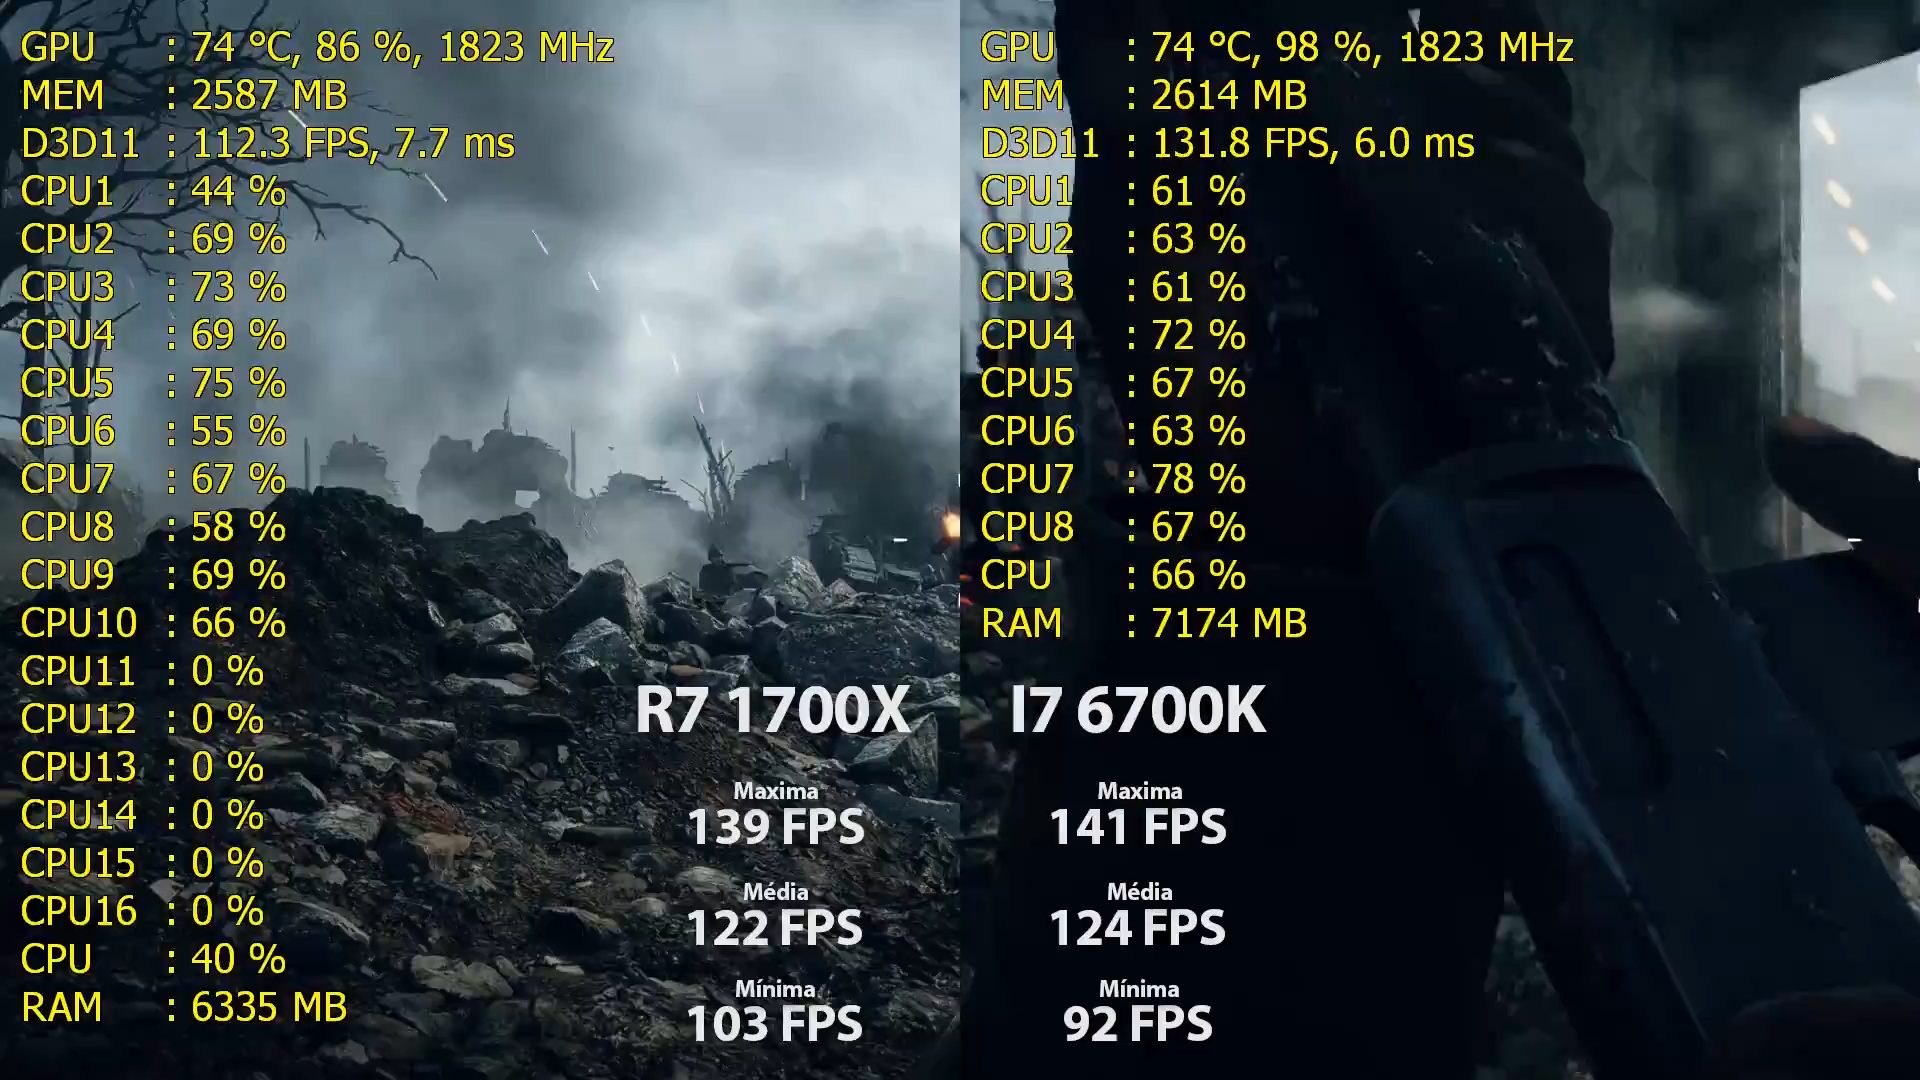 GPU : 74 °C, 86 %, 1823 MHz
MEM : 2587 MB
D3D11 : 112.3 FPS, 7.7 ms
CPU1 : 44 %
CPU2 : 69 %
CPU3 : 73 %
CPU4 : 69 %
CPU5 : 75 %
CPU6 : 55 %
CPU7 : 67 %
CPU8 : 58 %
CPU9 : 69 %
CPU10 : 66 %
CPU11 : 0 %
CPU12 : 0 %
CPU13 : 0 %
CPU14 : 0 %
CPU15 : 0 %
CPU16 : 0 %
CPU : 40 %
RAM : 6335 MB
R7 1700X
Maxima
139 FPS
Média
122 FPS
Mínima
103 FPS
GPU : 74 °C, 98 %, 1823 MHz
MEM : 2614 MB
D3D11 : 131.8 FPS, 6.0 ms
CPU1 : 61 %
CPU2 : 63 %
CPU3 : 61 %
CPU4 : 72 %
CPU5 : 67 %
CPU6 : 63 %
CPU7 : 78 %
CPU8 : 67 %
CPU : 66 %
RAM : 7174 MB
I7 6700K
Maxima
141 FPS
Média
124 FPS
Mínima
92 FPS